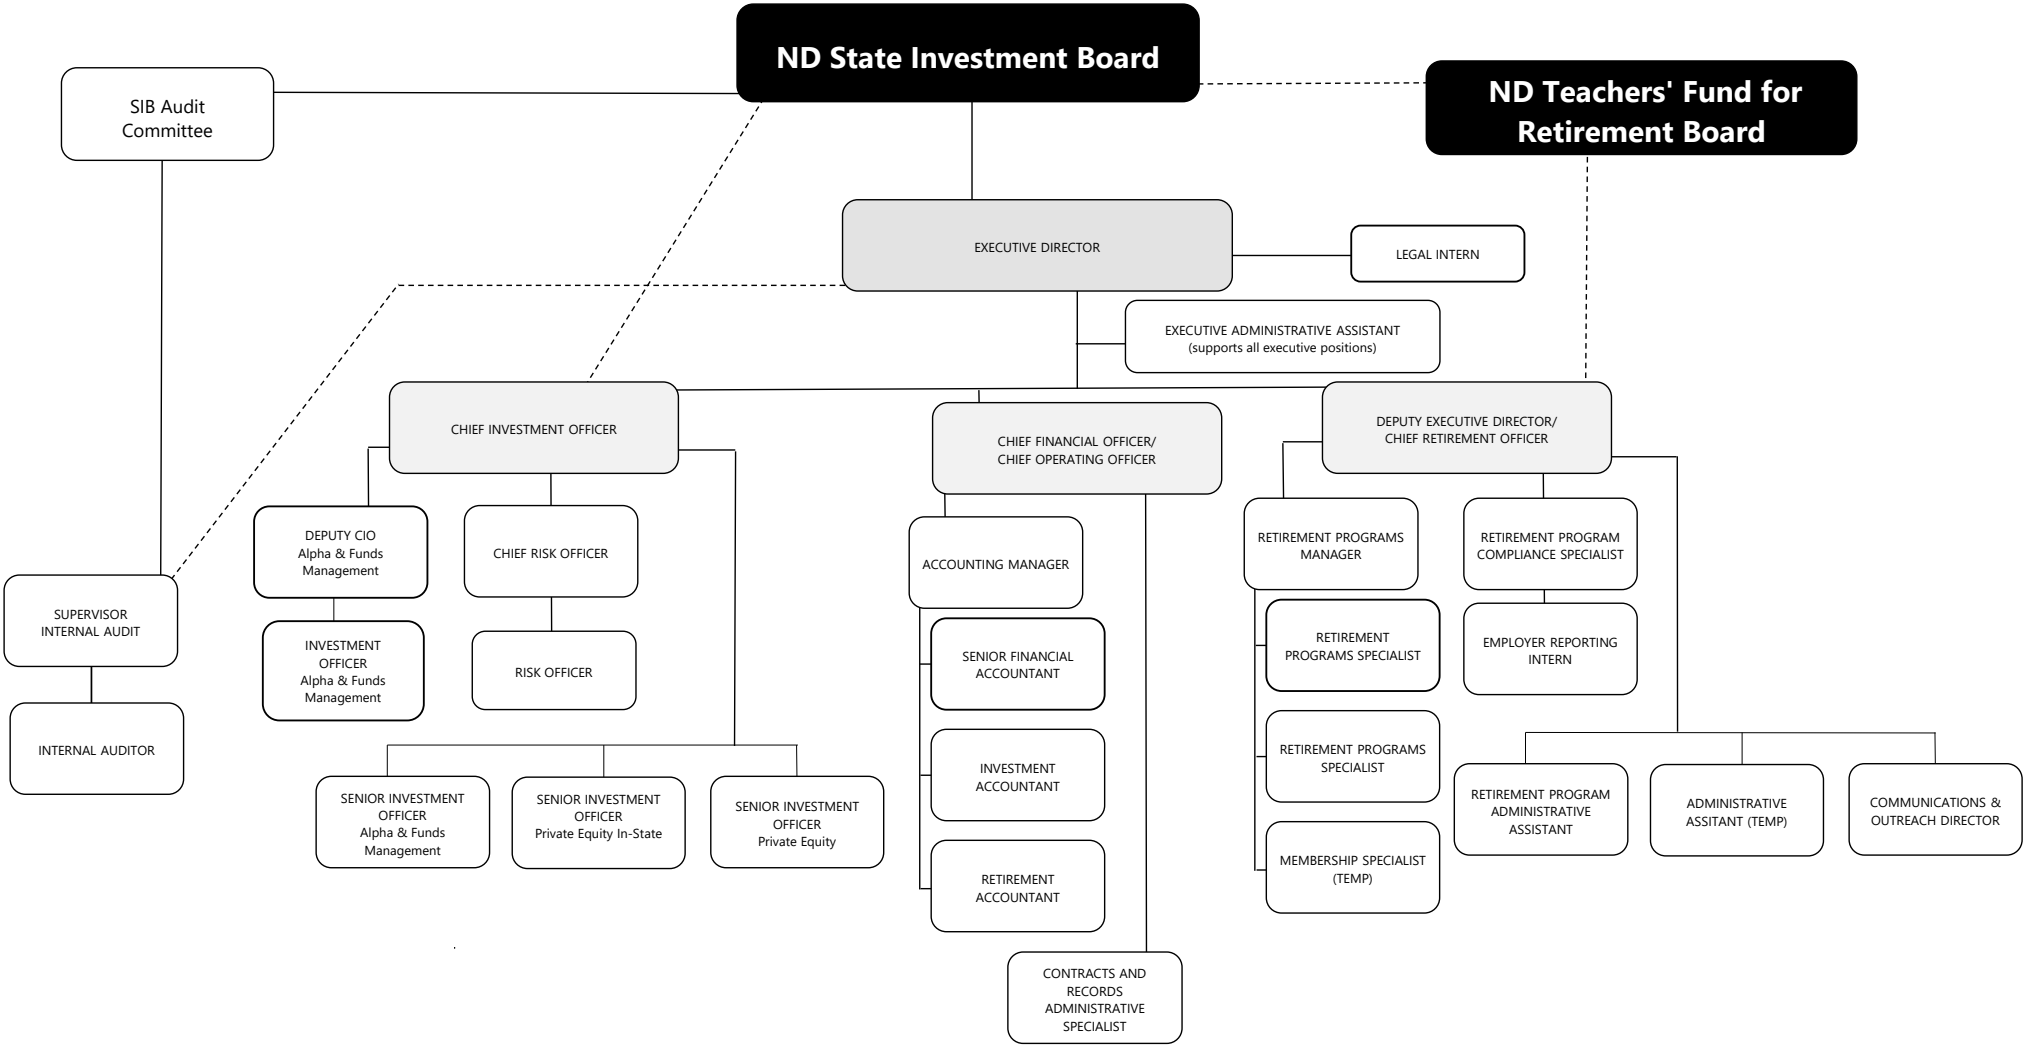 ND State Investment Board
ND Teachers' Fund for
Retirement Board
SIB Audit
Committee
EXECUTIVE DIRECTOR
LEGAL INTERN
EXECUTIVE ADMINISTRATIVE ASSISTANT
(supports all executive positions)
CHIEF INVESTMENT OFFICER
CHIEF FINANCIAL OFFICER/
CHIEF OPERATING OFFICER
DEPUTY EXECUTIVE DIRECTOR/
CHIEF RETIREMENT OFFICER
DEPUTY CIO
Alpha & Funds
Management
CHIEF RISK OFFICER
ACCOUNTING MANAGER
RETIREMENT PROGRAMS
MANAGER
RETIREMENT PROGRAM
COMPLIANCE SPECIALIST
SUPERVISOR
INTERNAL AUDIT
INVESTMENT
OFFICER
Alpha & Funds
Management
RISK OFFICER
SENIOR FINANCIAL
ACCOUNTANT
RETIREMENT
PROGRAMS SPECIALIST
EMPLOYER REPORTING
INTERN
INTERNAL AUDITOR
INVESTMENT
ACCOUNTANT
RETIREMENT PROGRAMS
SPECIALIST
SENIOR INVESTMENT
OFFICER
Alpha & Funds
Management
SENIOR INVESTMENT
OFFICER
Private Equity In-State
SENIOR INVESTMENT
OFFICER
Private Equity
RETIREMENT PROGRAM
ADMINISTRATIVE
ASSISTANT
ADMINISTRATIVE
ASSITANT (TEMP)
COMMUNICATIONS &
OUTREACH DIRECTOR
RETIREMENT
ACCOUNTANT
MEMBERSHIP SPECIALIST
(TEMP)
CONTRACTS AND
RECORDS
ADMINISTRATIVE
SPECIALIST